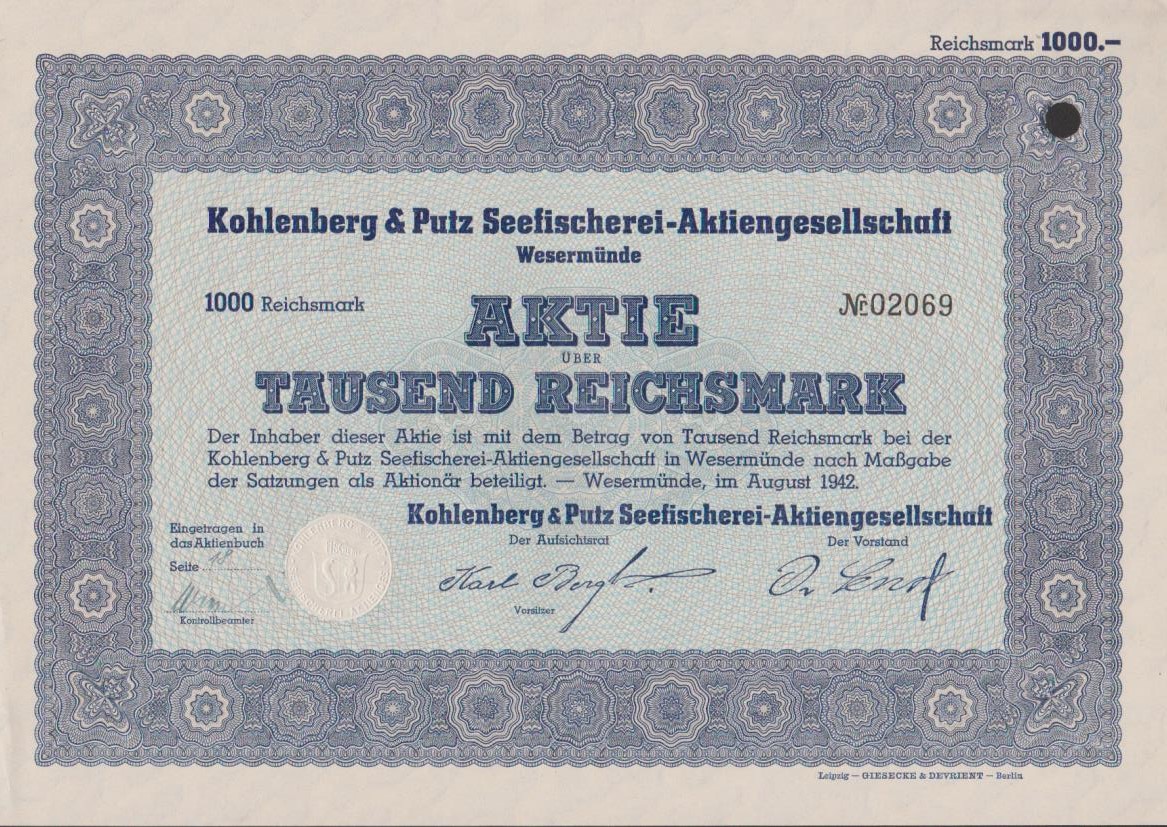 Reichsmark 1000.—
Kohlenberg & Putz Seefischerei-Aktiengesellschaft
Wesermünde
1000 Reichsmark
AKTIE
№ 02069
ÜBER
TAUSEND REICHSMARK
Der Inhaber dieser Aktie ist mit dem Betrag von Tausend Reichsmark bei der
Kohlenberg & Putz Seefischerei-Aktiengesellschaft in Wesermünde nach Maßgabe
der Satzungen als Aktionär beteiligt. — Wesermünde, im August 1942.
Kohlenberg & Putz Seefischerei-Aktiengesellschaft
Eingetragen in
das Aktienbuch
Seite
Kontrollbeamter
Der Aufsichtsrat
Karl
Vorsitzer
Der Vorstand
Leipzig — GIESECKE & DEVRIENT — Berlin